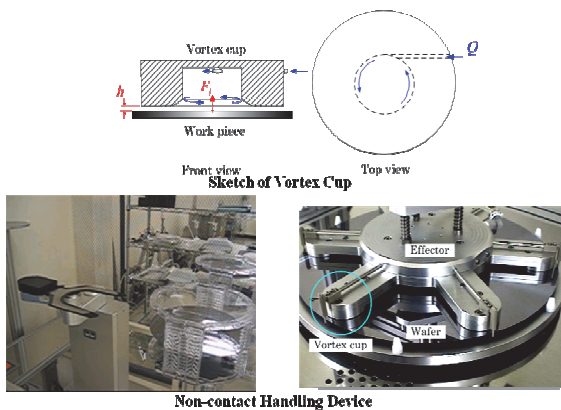 Vortex cup
Q
h
F
Work piece
Front view
Top view
Sketch of Vortex Cup
Effector
Wafer
Vortex cup
Non-contact Handling Device